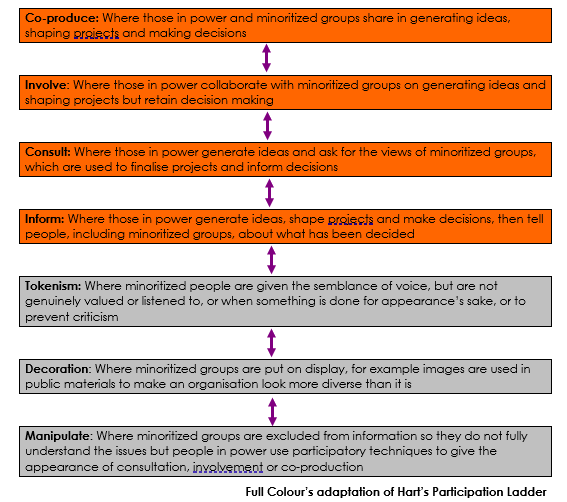 Co-produce: Where those in power and minoritized groups share in generating ideas,
shaping projects and making decisions
Involve: Where those in power collaborate with minoritized groups on generating ideas and
shaping projects but retain decision making
Consult: Where those in power generate ideas and ask for the views of minoritized groups,
which are used to finalise projects and inform decisions
Inform: Where those in power generate ideas, shape projects and make decisions, then tell
people, including minoritized groups, about what has been decided
Tokenism: Where minoritized people are given the semblance of voice, but are not
genuinely valued or listened to, or when something is done for appearance's sake, or to
prevent criticism
Decoration: Where minoritized groups are put on display, for example images are used in
public materials to make an organisation look more diverse than it is
Manipulate: Where minoritized groups are excluded from information so they do not fully
understand the issues but people in power use participatory techniques to give the
appearance of consultation, involvement or co-production
Full Colour's adaptation of Hart's Participation Ladder